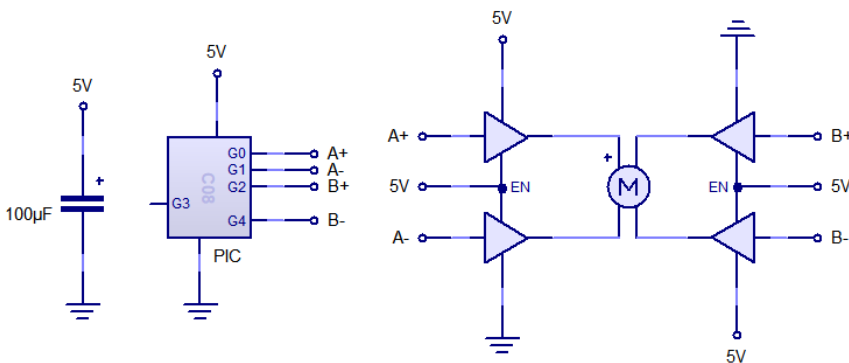 5V
100µF
+
5V
G0
G1
G2
G3
G4
C08
PIC
A+
A-
B+
B-
5V
A+
5V
EN
A-
+
M
B+
EN
5V
B-
5V